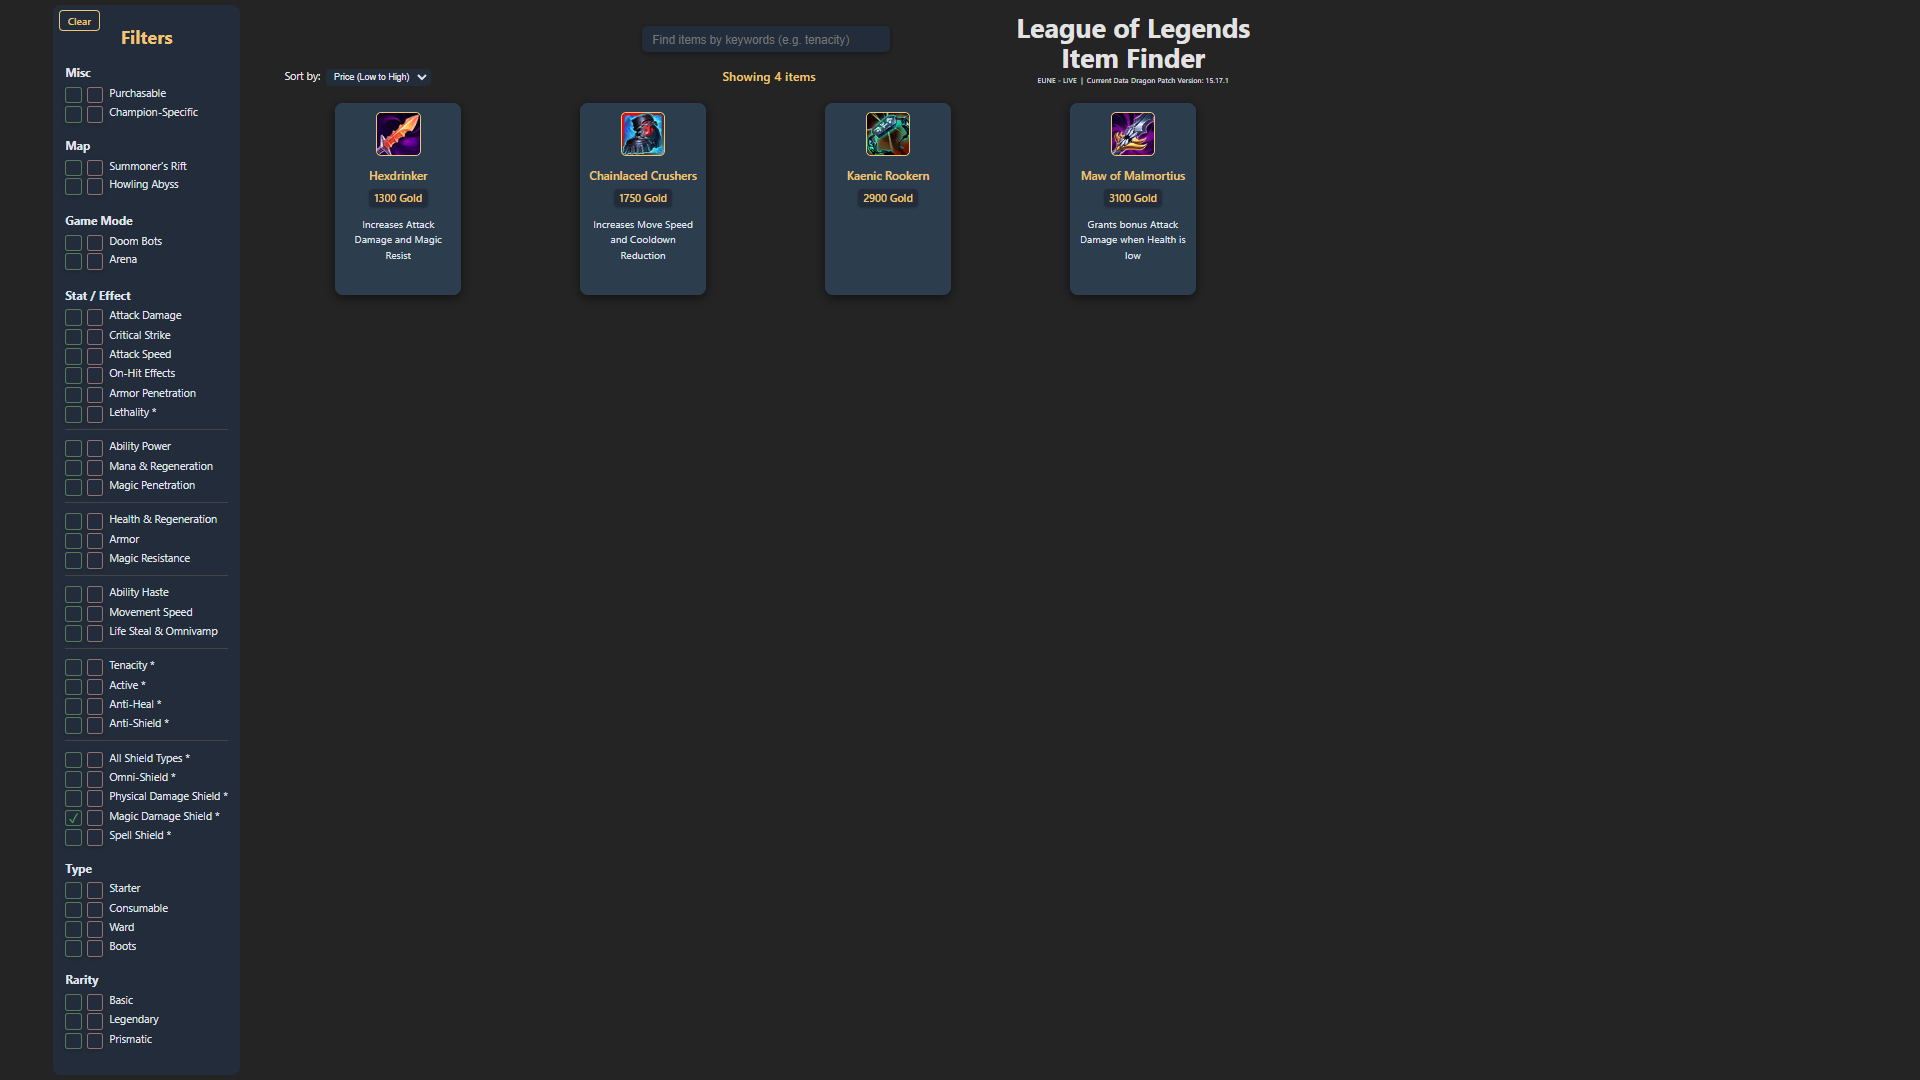 Clear
Filters
Misc
Purchasable
Champion-Specific
Map
Summoner's Rift
Howling Abyss
Game Mode
Doom Bots
Arena
Stat / Effect
Attack Damage
Critical Strike
Attack Speed
On-Hit Effects
Armor Penetration
Lethality *
Ability Power
Mana & Regeneration
Magic Penetration
Health & Regeneration
Armor
Magic Resistance
Ability Haste
Movement Speed
Life Steal & Omnivamp
Tenacity *
Active *
Anti-Heal *
Anti-Shield *
All Shield Types *
Omni-Shield *
Physical Damage Shield *
Magic Damage Shield *
Spell Shield *
Type
Starter
Consumable
Ward
Boots
Rarity
Basic
Legendary
Prismatic
Find items by keywords (e.g. tenacity)
League of Legends
Item Finder
EUNE - LIVE | Current Data Dragon Patch Version: 15.17.1
Sort by: Price (Low to High)
Showing 4 items
Hexdrinker
1300 Gold
Increases Attack
Damage and Magic
Resist
Chainlaced Crushers
1750 Gold
Increases Move Speed
and Cooldown
Reduction
Kaenic Rookern
2900 Gold
Maw of Malmortius
3100 Gold
Grants bonus Attack
Damage when Health is
low